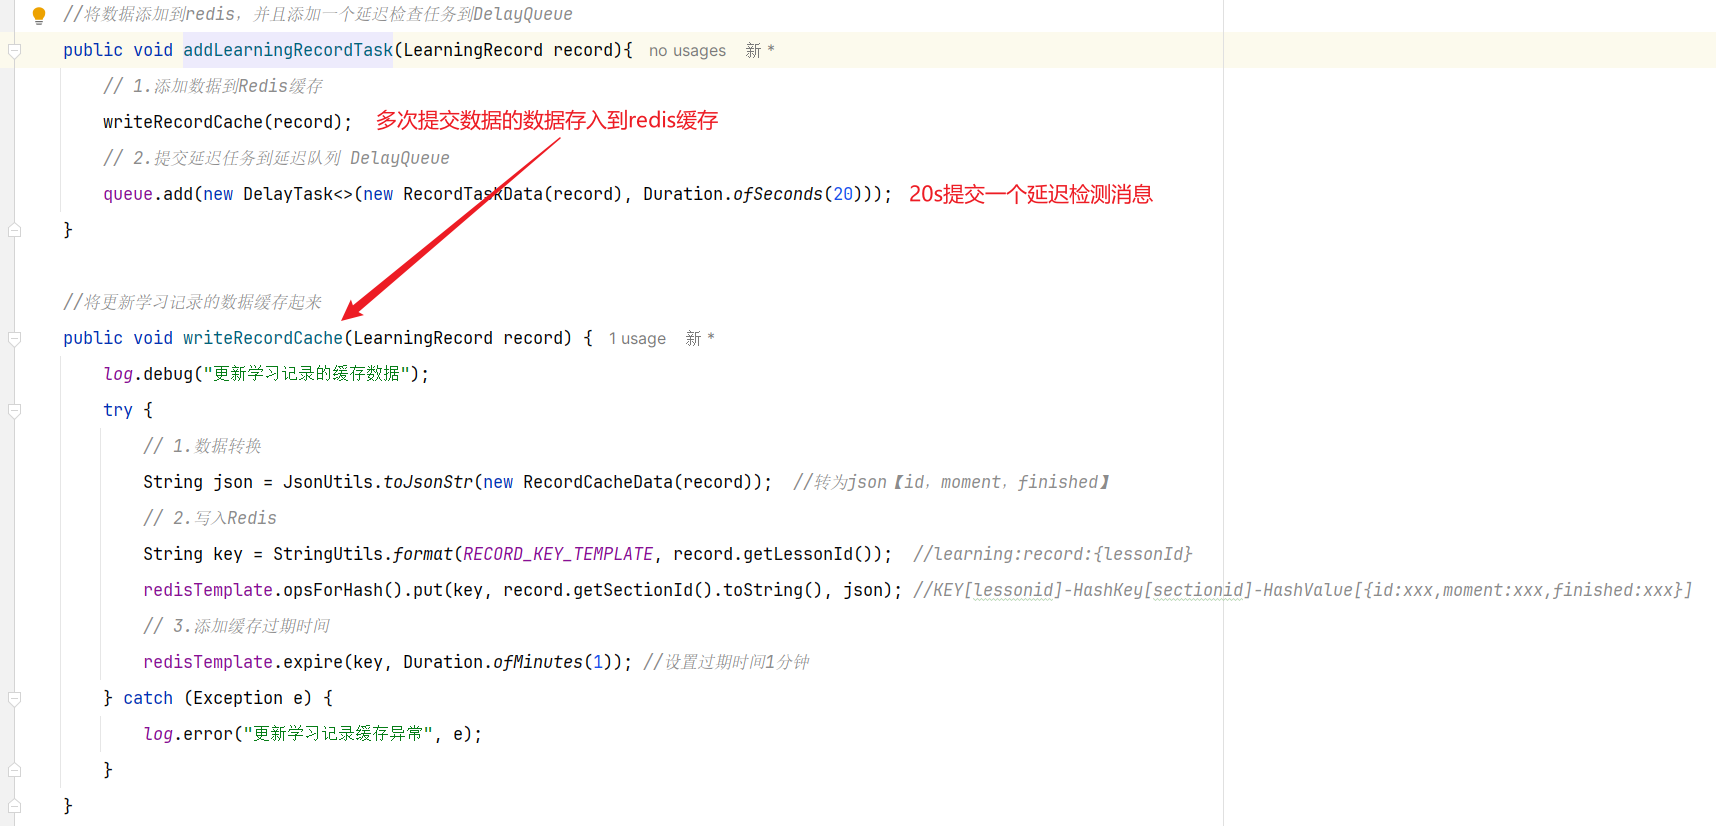 //将数据添加到redis，并且添加一个延迟检查任务到DelayQueue
public void addLearningRecordTask(LearningRecord record){ no usages 新 *
// 1.添加数据到Redis缓存
writeRecordCache(record); 多次提交数据的数据存入到redis缓存
// 2.提交延迟任务到延迟队列 DelayQueue
queue.add(new DelayTask<>(new RecordTaskData(record), Duration.ofSeconds(20))); 20s提交一个延迟检测消息
}
//将更新学习记录的数据缓存起来
public void writeRecordCache(LearningRecord record) { 1 usage 新 *
log.debug("更新学习记录的缓存数据");
try {
// 1.数据转换
String json = JsonUtils.toJsonStr(new RecordCacheData(record)); //转为json【id，moment，finished】
// 2.写入Redis
String key = StringUtils.format(RECORD_KEY_TEMPLATE, record.getLessonId()); //learning:record:{lessonId}
redisTemplate.opsForHash().put(key, record.getSectionId().toString(), json); //KEY[lessonid]-HashKey[sectionid]-HashValue[{id:xxx,moment:xxx,finished:xxx}]
// 3.添加缓存过期时间
redisTemplate.expire(key, Duration.ofMinutes(1)); //设置过期时间1分钟
} catch (Exception e) {
log.error("更新学习记录缓存异常", e);
}
}